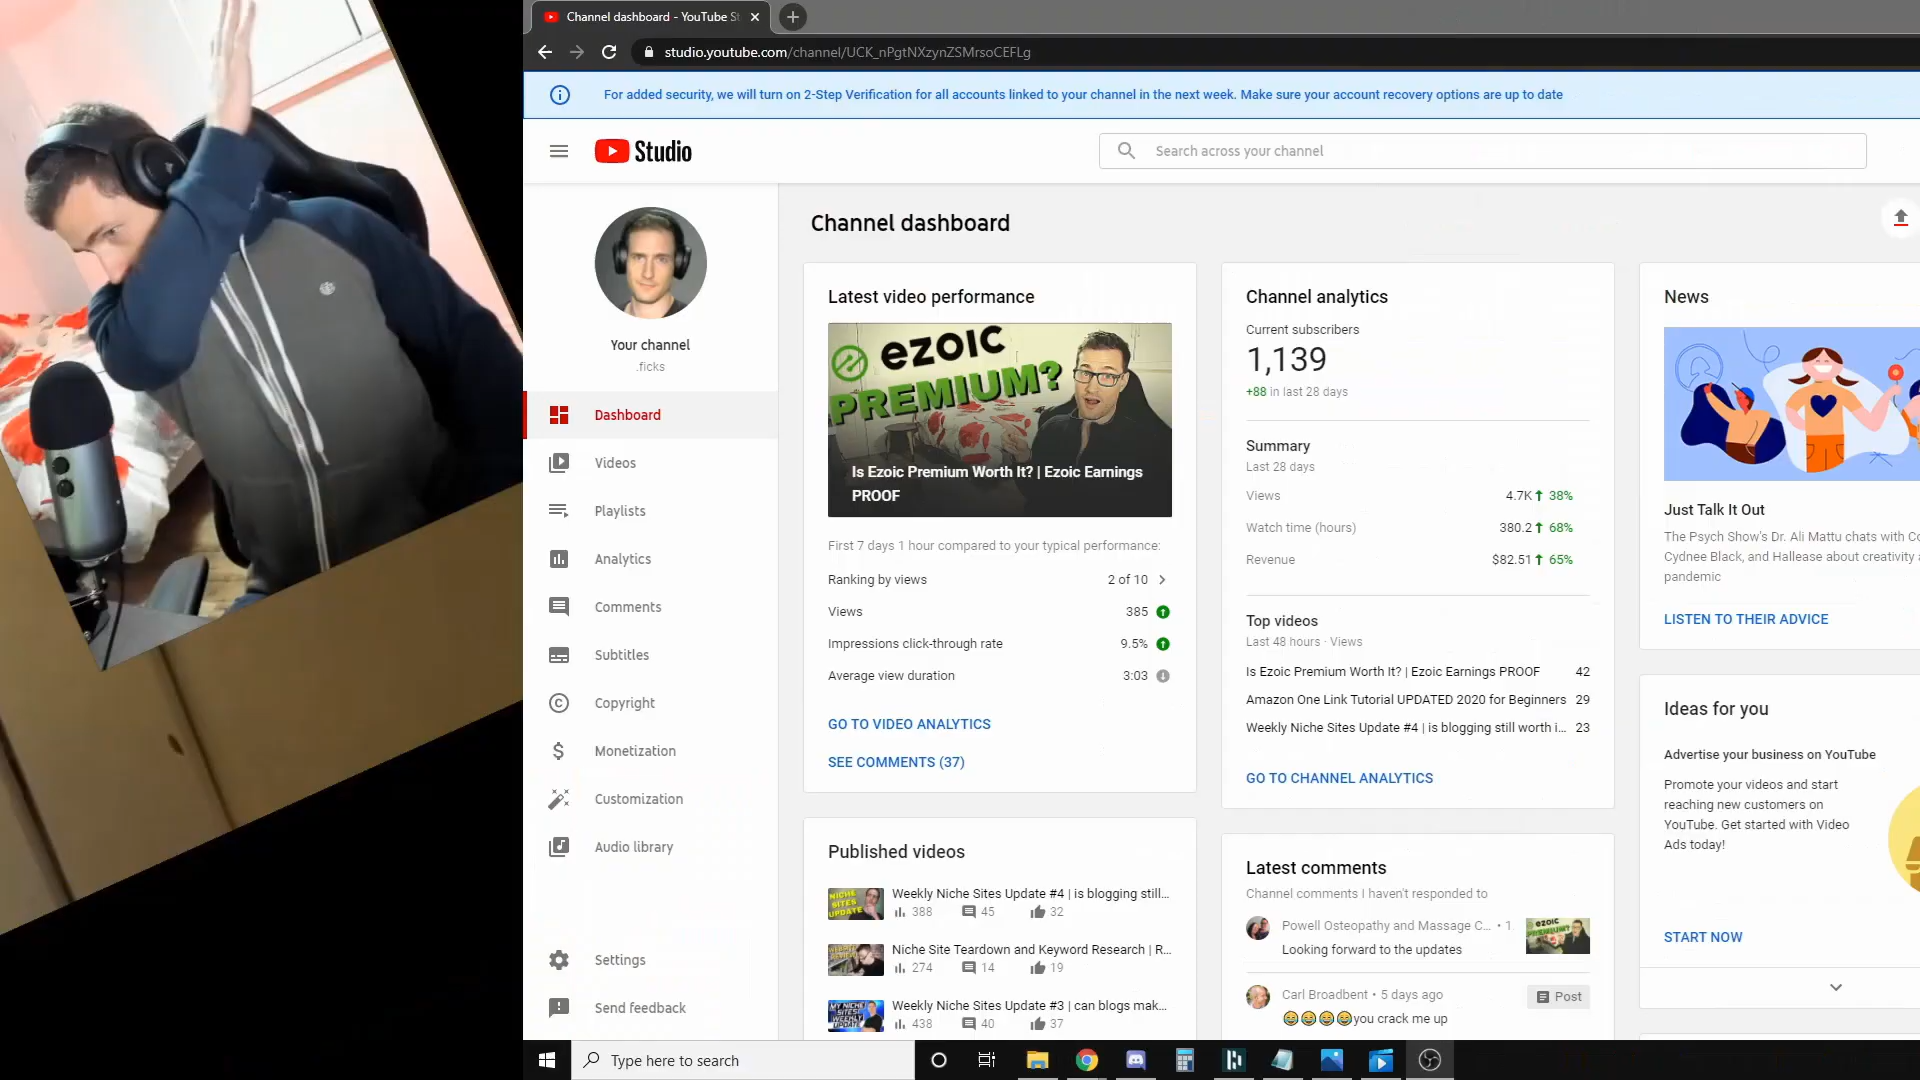 Channel dashboard - YouTube St
studio.youtube.com/channel/UCK_nPgtNXzynZSMrsoCEFLg
For added security, we will turn on 2-Step Verification for all accounts linked to your channel in the next week. Make sure your account recovery options are up to date
Studio
Search across your channel
Your channel
.ficks
Dashboard
Videos
Playlists
Analytics
Comments
Subtitles
Copyright
Monetization
Customization
Audio library
Settings
Send feedback
Channel dashboard
Latest video performance
ezoic
PREMIUM?
Is Ezoic Premium Worth It? | Ezoic Earnings
PROOF
First 7 days 1 hour compared to your typical performance:
Ranking by views 2 of 10
Views 385
Impressions click-through rate 9.5%
Average view duration 3:03
GO TO VIDEO ANALYTICS
SEE COMMENTS (37)
Published videos
NICHE
SITES
UPDATE
Weekly Niche Sites Update #4 | is blogging still...
388 45 32
Niche Site Teardown and Keyword Research | R...
274 14 19
MY NICHE
SITES
WEEKLY
UPDATE
Weekly Niche Sites Update #3 | can blogs mak...
438 40 37
Channel analytics
Current subscribers
1,139
+88 in last 28 days
Summary
Last 28 days
Views 4.7K 38%
Watch time (hours) 380.2 68%
Revenue $82.51 65%
Top videos
Last 48 hours · Views
Is Ezoic Premium Worth It? | Ezoic Earnings PROOF 42
Amazon One Link Tutorial UPDATED 2020 for Beginners 29
Weekly Niche Sites Update #4 | is blogging still worth i... 23
GO TO CHANNEL ANALYTICS
Latest comments
Channel comments I haven't responded to
Powell Osteopathy and Massage C... • 1
Looking forward to the updates
ezoic
PREMIUM?
Carl Broadbent • 5 days ago
😂😂😂😂you crack me up
Post
News
Just Talk It Out
The Psych Show's Dr. Ali Mattu chats with Co
Cydnee Black, and Hallease about creativity a
pandemic
LISTEN TO THEIR ADVICE
Ideas for you
Advertise your business on YouTube
Promote your videos and start
reaching new customers on
YouTube. Get started with Video
Ads today!
START NOW
Type here to search